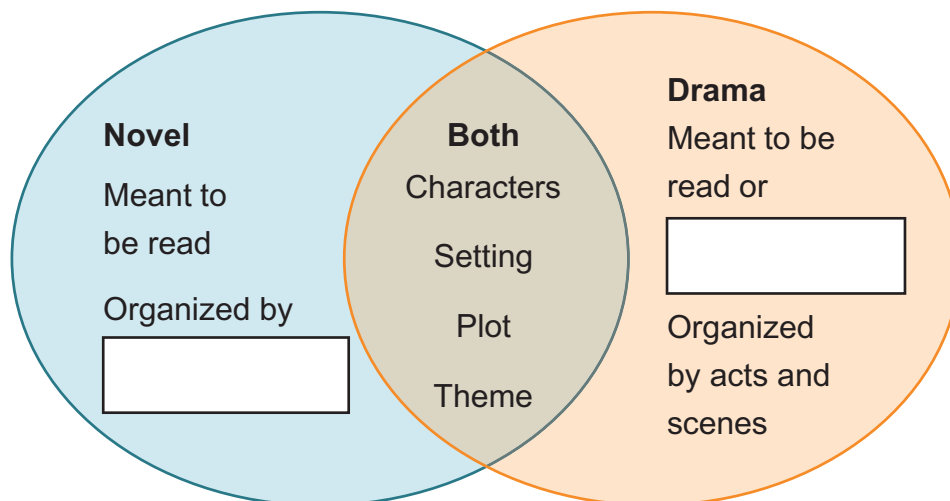 Novel
Meant to
be read
Organized by
Both
Characters
Setting
Plot
Theme
Drama
Meant to be
read or
Organized
by acts and
scenes